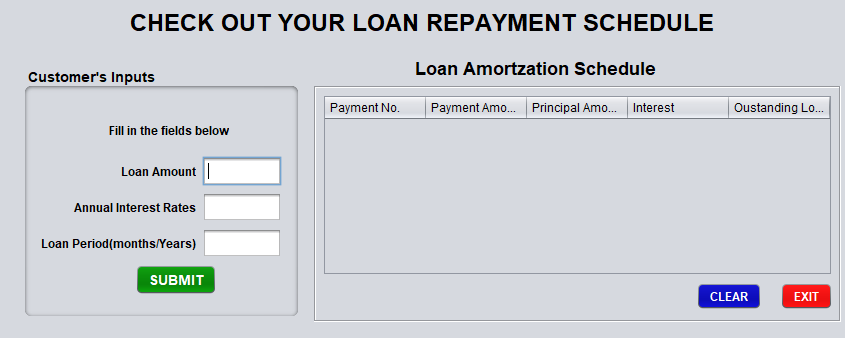 CHECK OUT YOUR LOAN REPAYMENT SCHEDULE
Customer's Inputs
Fill in the fields below
Loan Amount
Annual Interest Rates
Loan Period(months/Years)
SUBMIT
Loan Amortzation Schedule
Payment No. Payment Amo... Principal Amo... Interest Oustanding Lo...
CLEAR EXIT